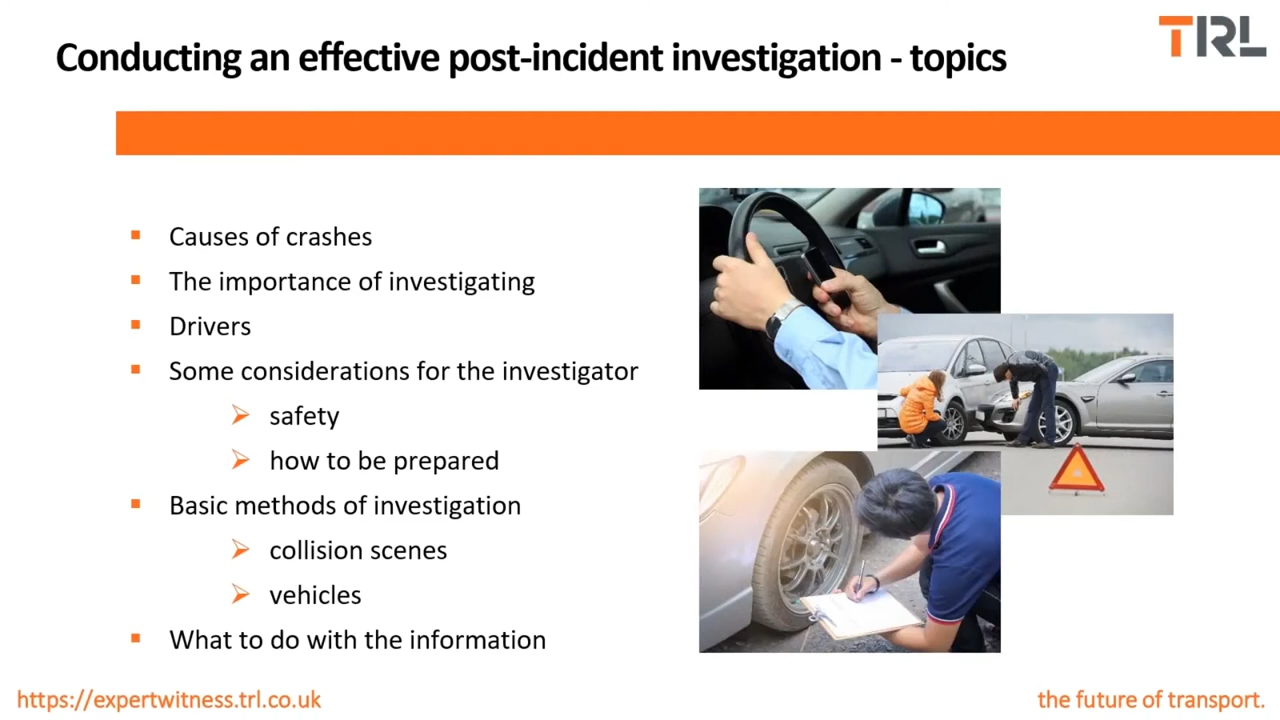 Conducting an effective post-incident investigation - topics
TRL
Causes of crashes
The importance of investigating
Drivers
Some considerations for the investigator
safety
how to be prepared
Basic methods of investigation
collision scenes
vehicles
What to do with the information
https://expertwitness.trl.co.uk
the future of transport.